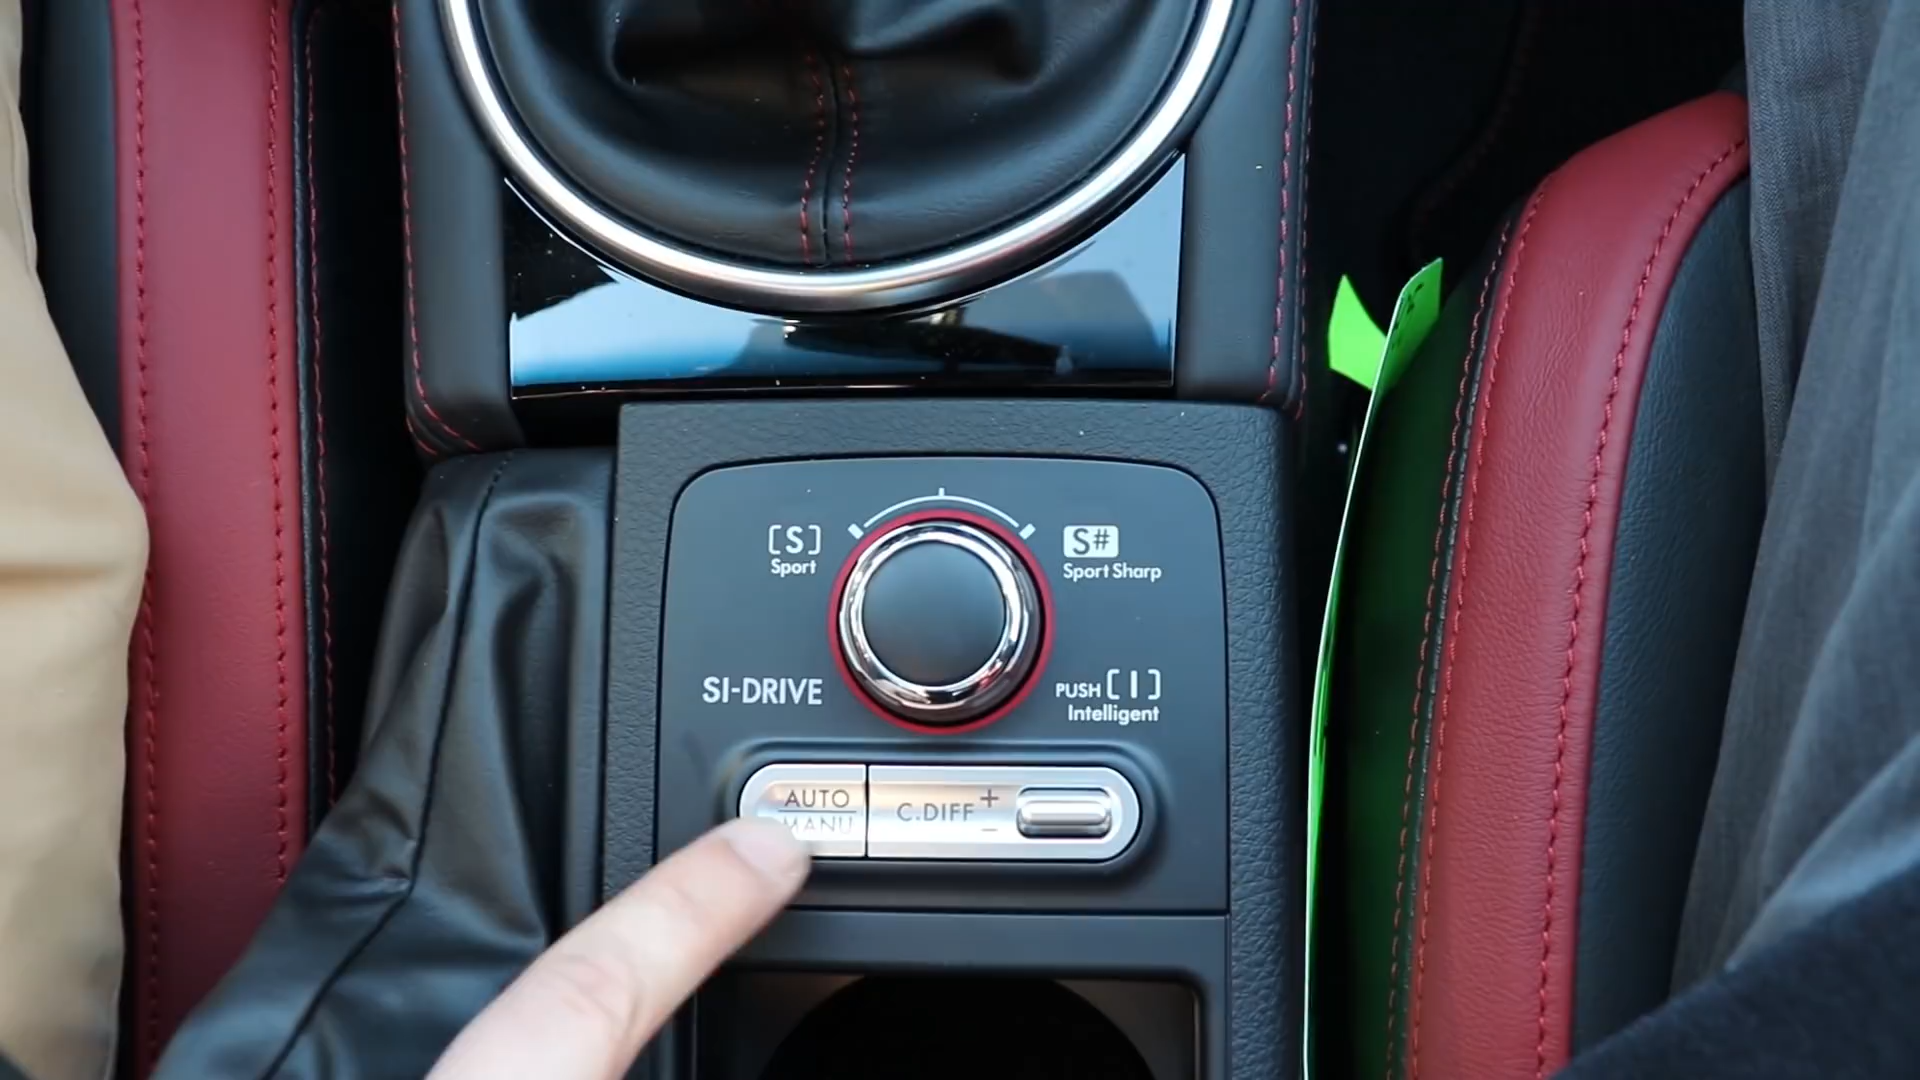 [S]
Sport
S#
Sport Sharp
SI-DRIVE
PUSH [I]
Intelligent
AUTO
MANU
C.DIFF + -